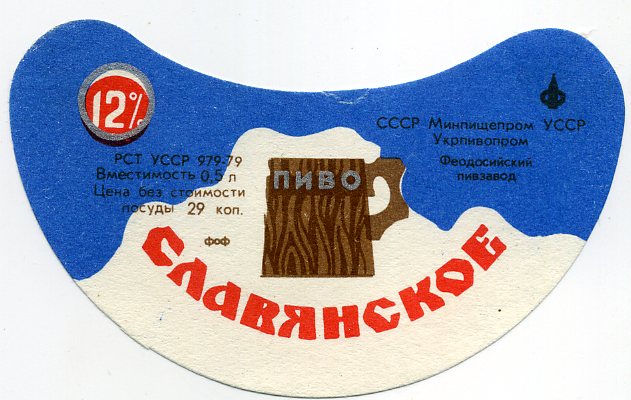 12%
РСТ УССР 979-79
Вместимость 0,5 л
Цена без стоимости
посуды 29 коп.
фоф
СССР Минпищепром УССР
Укрпивопром
Феодосийский
пивзавод
ПИВО
СЛАВЯНСКОЕ